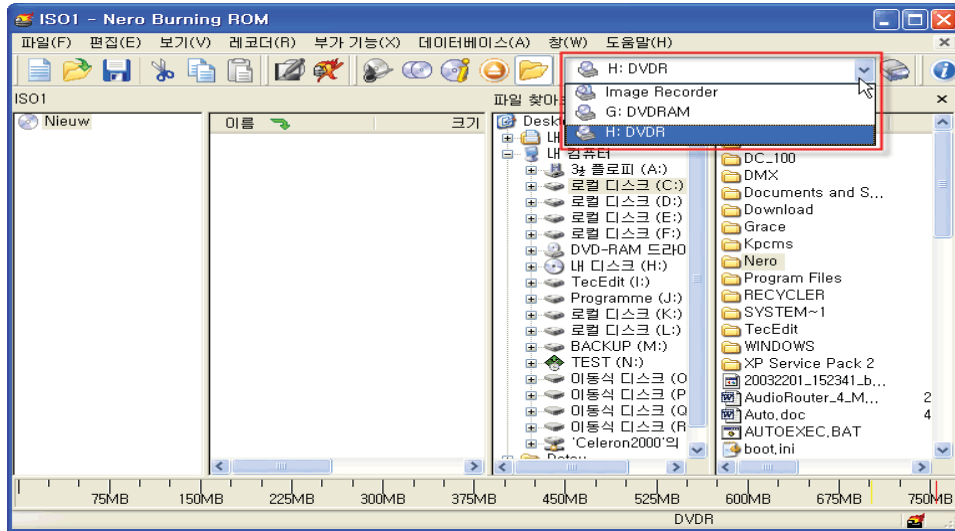 ISO1 - Nero Burning ROM
파일(F) 편집(E) 보기(V) 레코더(R) 부가 기능(X) 데이터베이스(A) 창(W) 도움말(H)
H: DVDR
Image Recorder
G: DVDRAM
H: DVDR
ISO1
파일 찾아
Nieuw
이름 크기
Desk
내 컴퓨터
3½ 플로피 (A:)
로컬 디스크 (C:)
로컬 디스크 (D:)
로컬 디스크 (E:)
로컬 디스크 (F:)
DVD-RAM 드라이
내 디스크 (H:)
TecEdit (I:)
Programme (J:)
로컬 디스크 (K:)
로컬 디스크 (L:)
BACKUP (M:)
TEST (N:)
이동식 디스크 (O
이동식 디스크 (P
이동식 디스크 (Q
이동식 디스크 (R
'Celeron2000'의
DC_100
DMX
Documents and S...
Download
Grace
Kpcms
Nero
Program Files
RECYCLER
SYSTEM~1
TecEdit
WINDOWS
XP Service Pack 2
20032201_152341_b...
AudioRouter_4_M... 2
Auto.doc 4
AUTOEXEC.BAT
boot.ini
75MB 150MB 225MB 300MB 375MB 450MB 525MB 600MB 675MB 750MB
DVDR